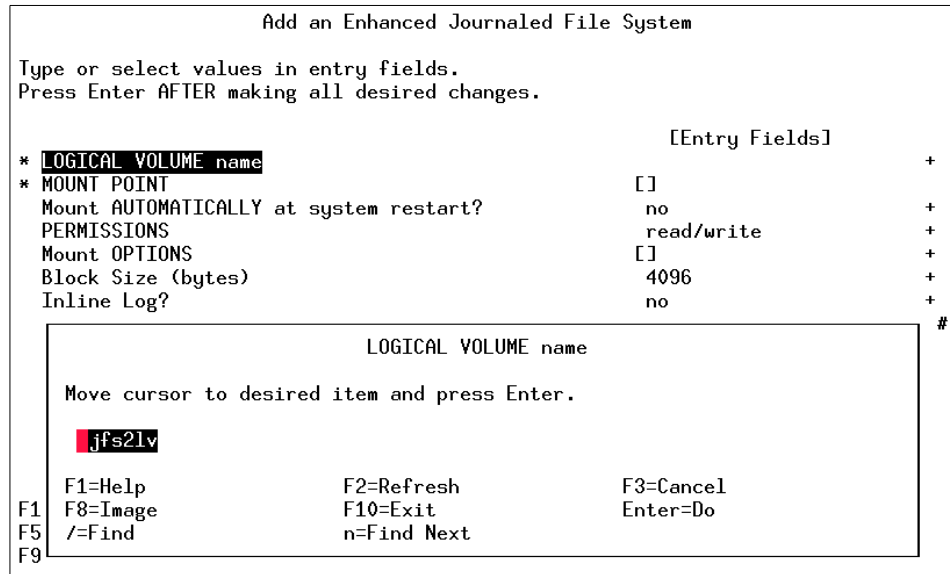 Add an Enhanced Journaled File System
Type or select values in entry fields.
Press Enter AFTER making all desired changes.
[Entry Fields]
* LOGICAL VOLUME name +
* MOUNT POINT []
Mount AUTOMATICALLY at system restart? no +
PERMISSIONS read/write +
Mount OPTIONS [] +
Block Size (bytes) 4096 +
Inline Log? no +
#
LOGICAL VOLUME name
Move cursor to desired item and press Enter.
jfs2lv
F1=Help F2=Refresh F3=Cancel
F1 F8=Image F10=Exit Enter=Do
F5 /=Find n=Find Next
F9